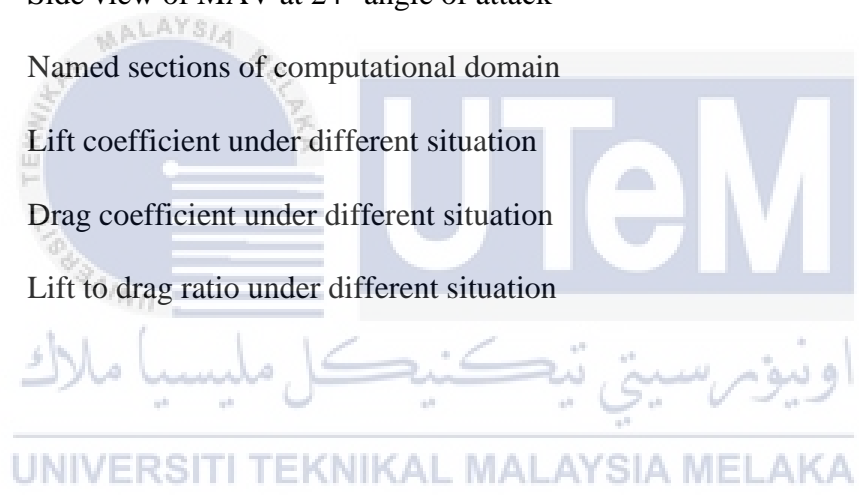 Side view of MAV at 24° angle of attack
Named sections of computational domain
Lift coefficient under different situation
Drag coefficient under different situation
Lift to drag ratio under different situation
UTeM
اونيۏرسيتي تيكنيكل مليسيا ملاك
UNIVERSITI TEKNIKAL MALAYSIA MELAKA